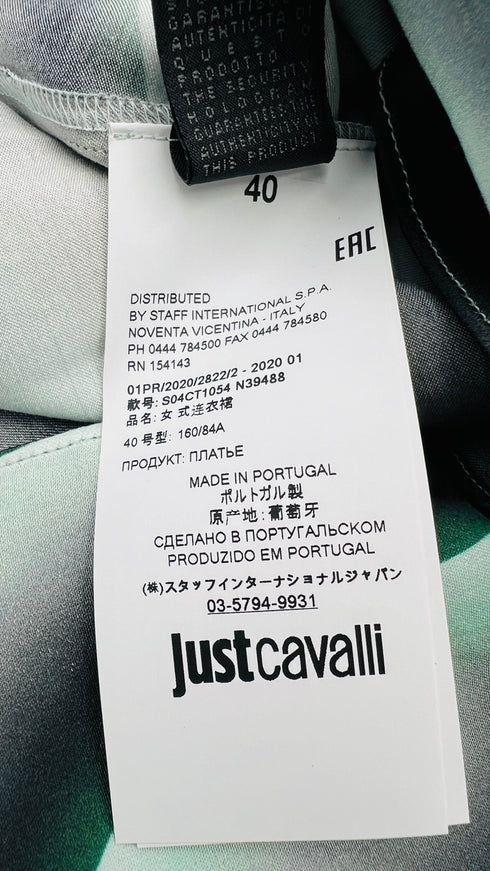 GARANTISCE
AUTENTICITA DI
QUESTO
PRODOTTO
THE SECURITY
HOLOGRAM
GUARANTEES THE
AUTHENTICITY OF
THIS PRODUCT
40
EAC
DISTRIBUTED
BY STAFF INTERNATIONAL S.P.A.
NOVENTA VICENTINA - ITALY
PH 0444 784500 FAX 0444 784580
RN 154143
01PR/2020/2822/2 - 2020 01
款号: S04CT1054 N39488
品名: 女式连衣裙
40 号型: 160/84A
ПРОДУКТ: ПЛАТЬЕ
MADE IN PORTUGAL
ポルトガル製
原产地: 葡萄牙
СДЕЛАНО В ПОРТУГАЛЬСКОМ
PRODUZIDO EM PORTUGAL
(株)スタッフインターナショナルジャパン
03-5794-9931
justcavalli